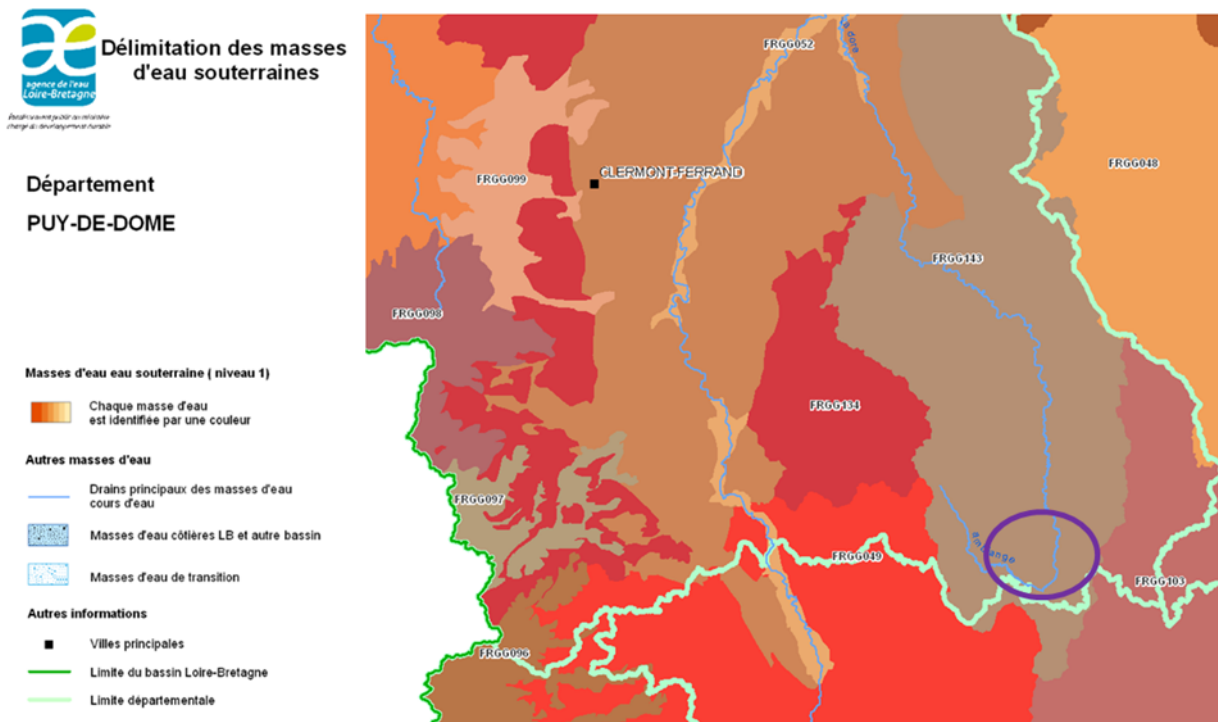 agence de l'eau
Loire-Bretagne
Délimitation des masses
d'eau souterraines
Département
PUY-DE-DOME
Masses d'eau eau souterraine ( niveau 1)
Chaque masse d'eau
est identifiée par une couleur
Autres masses d'eau
Drains principaux des masses d'eau
cours d'eau
Masses d'eau côtières LB et autre bassin
Masses d'eau de transition
Autres informations
Villes principales
Limite du bassin Loire-Bretagne
Limite départementale
FRGG052
dore
FRGG048
FRGG099
CLERMONT-FERRAND
FRGG143
FRGG098
FRGG134
FRGG097
FRGG049
FRGG103
FRGG096